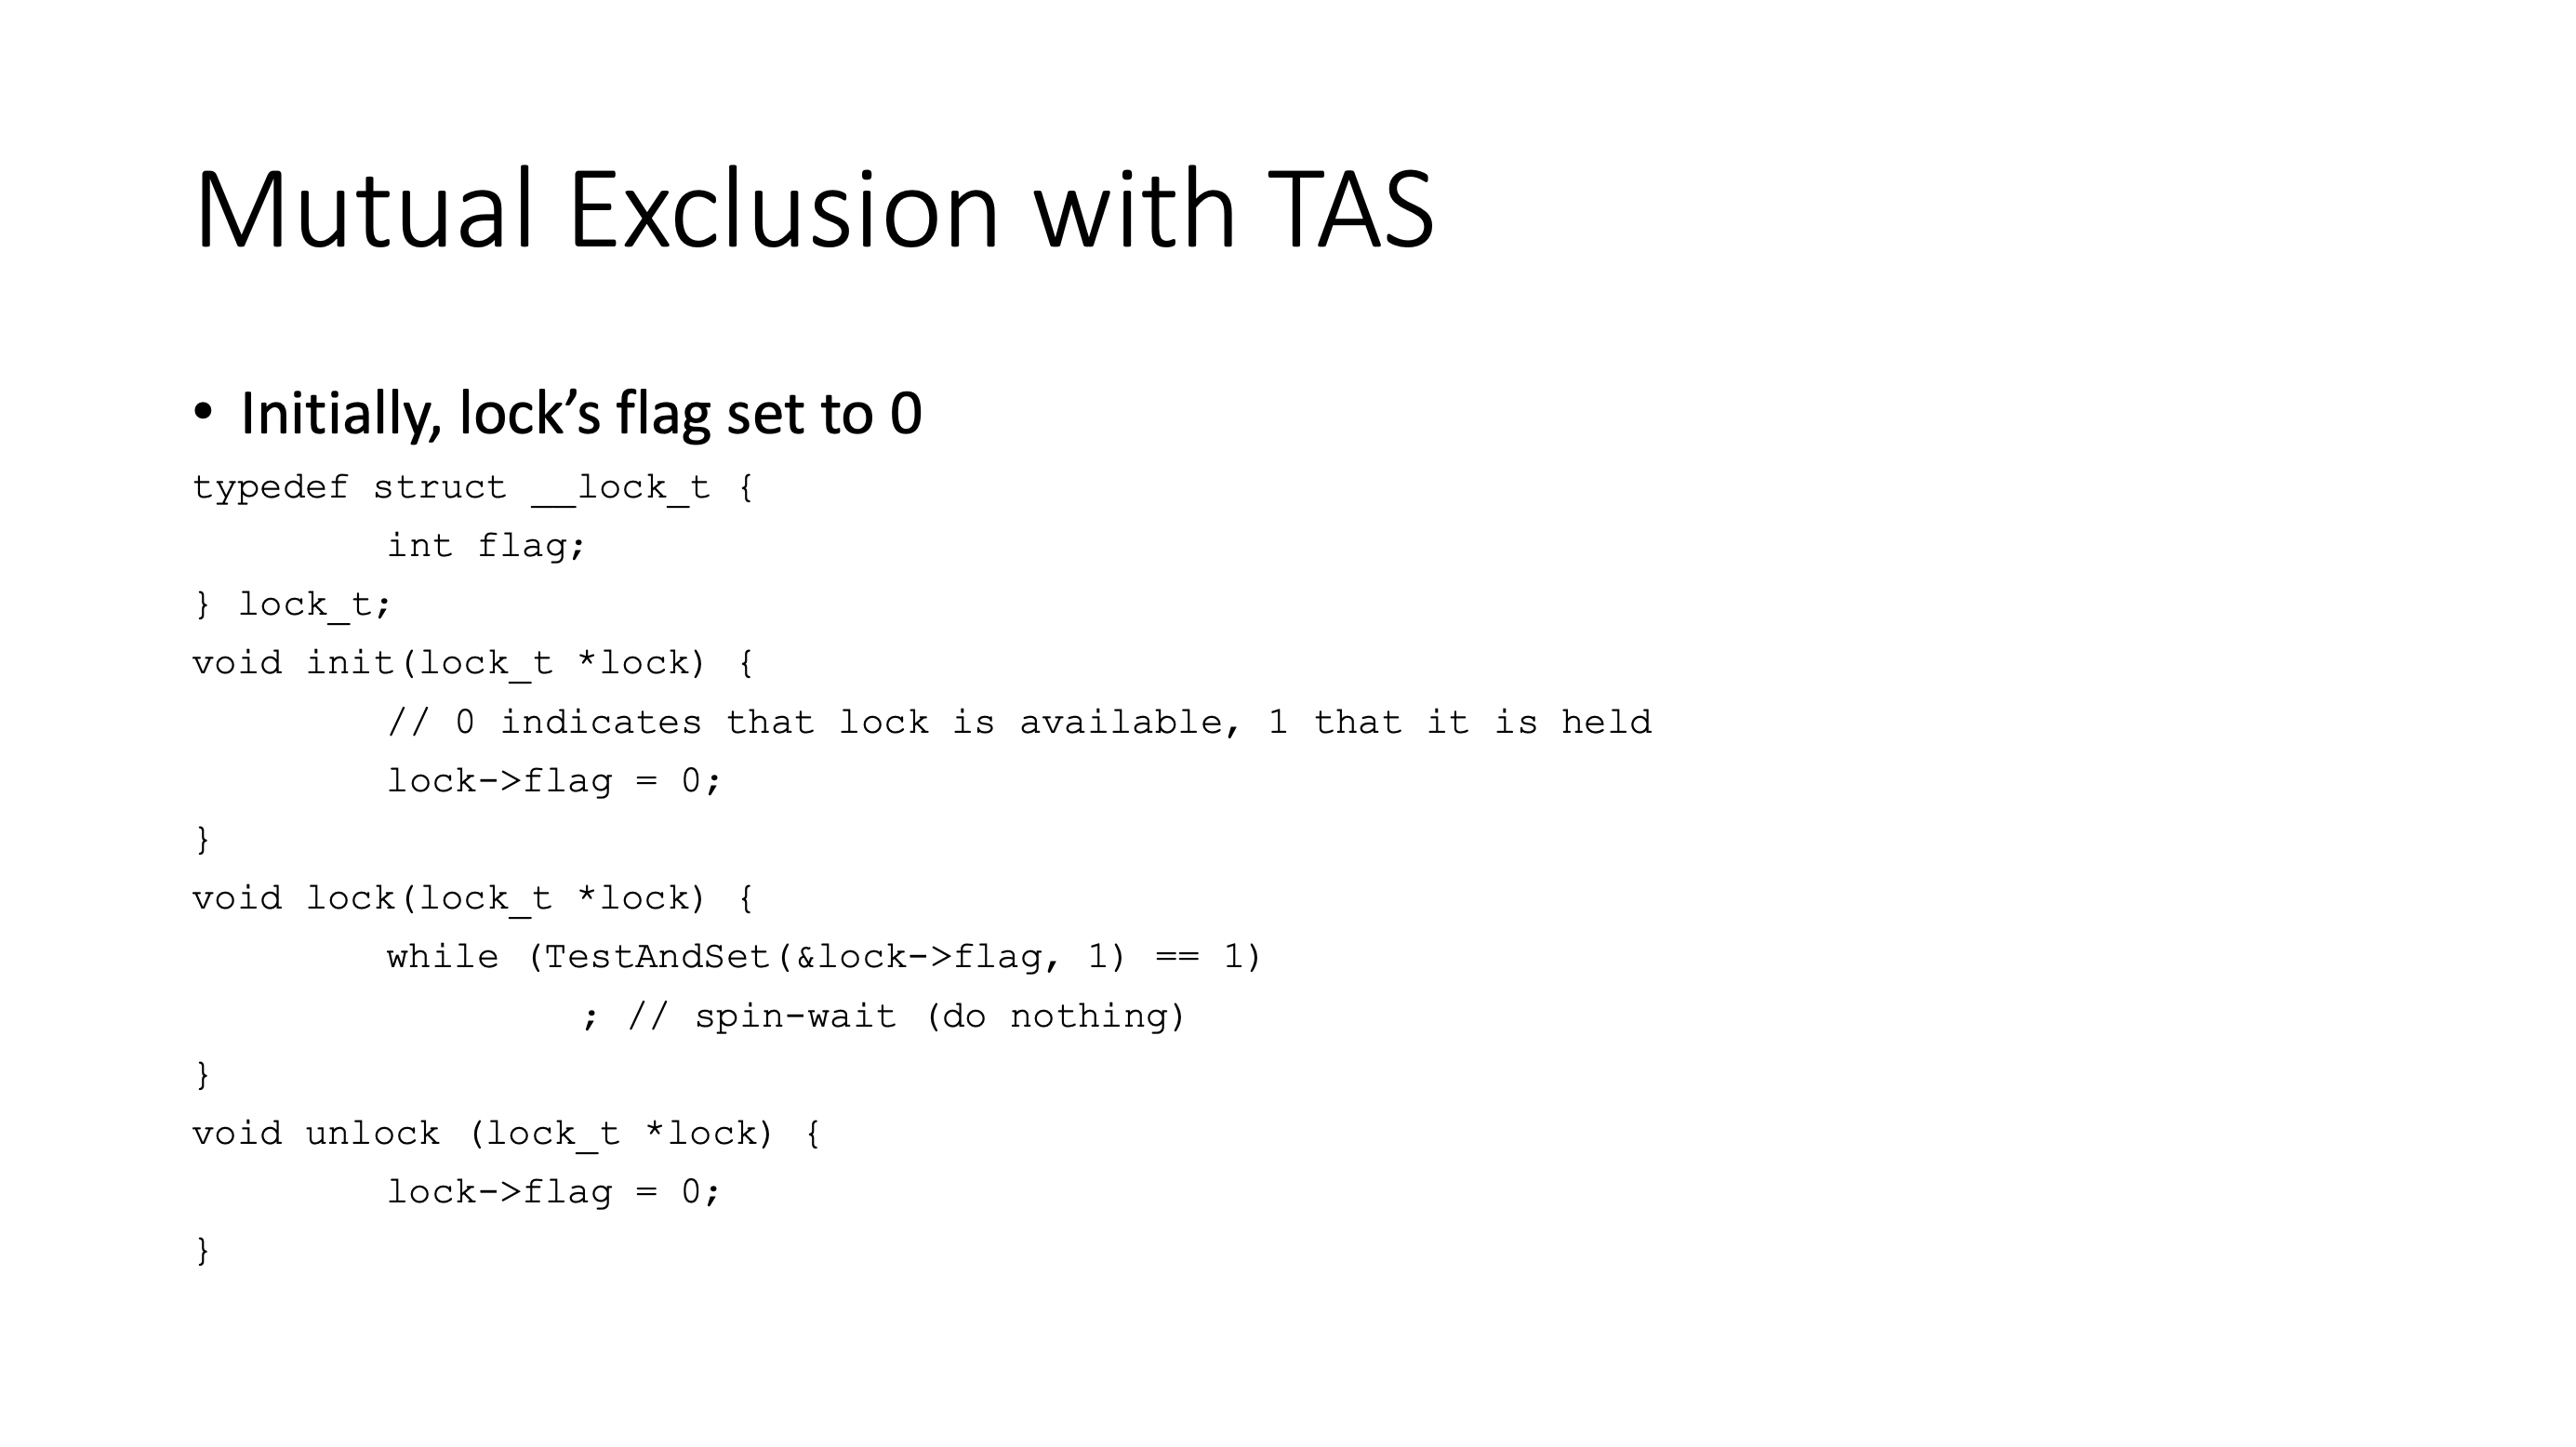 Mutual Exclusion with TAS
• Initially, lock’s flag set to 0
typedef struct __lock_t {
int flag;
} lock_t;
void init(lock_t *lock) {
// 0 indicates that lock is available, 1 that it is held
lock->flag = 0;
}
void lock(lock_t *lock) {
while (TestAndSet(&lock->flag, 1) == 1)
; // spin-wait (do nothing)
}
void unlock (lock_t *lock) {
lock->flag = 0;
}